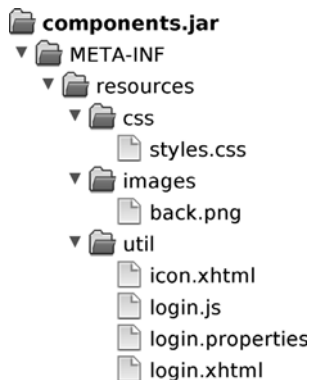 components.jar
META-INF
resources
css
styles.css
images
back.png
util
icon.xhtml
login.js
login.properties
login.xhtml